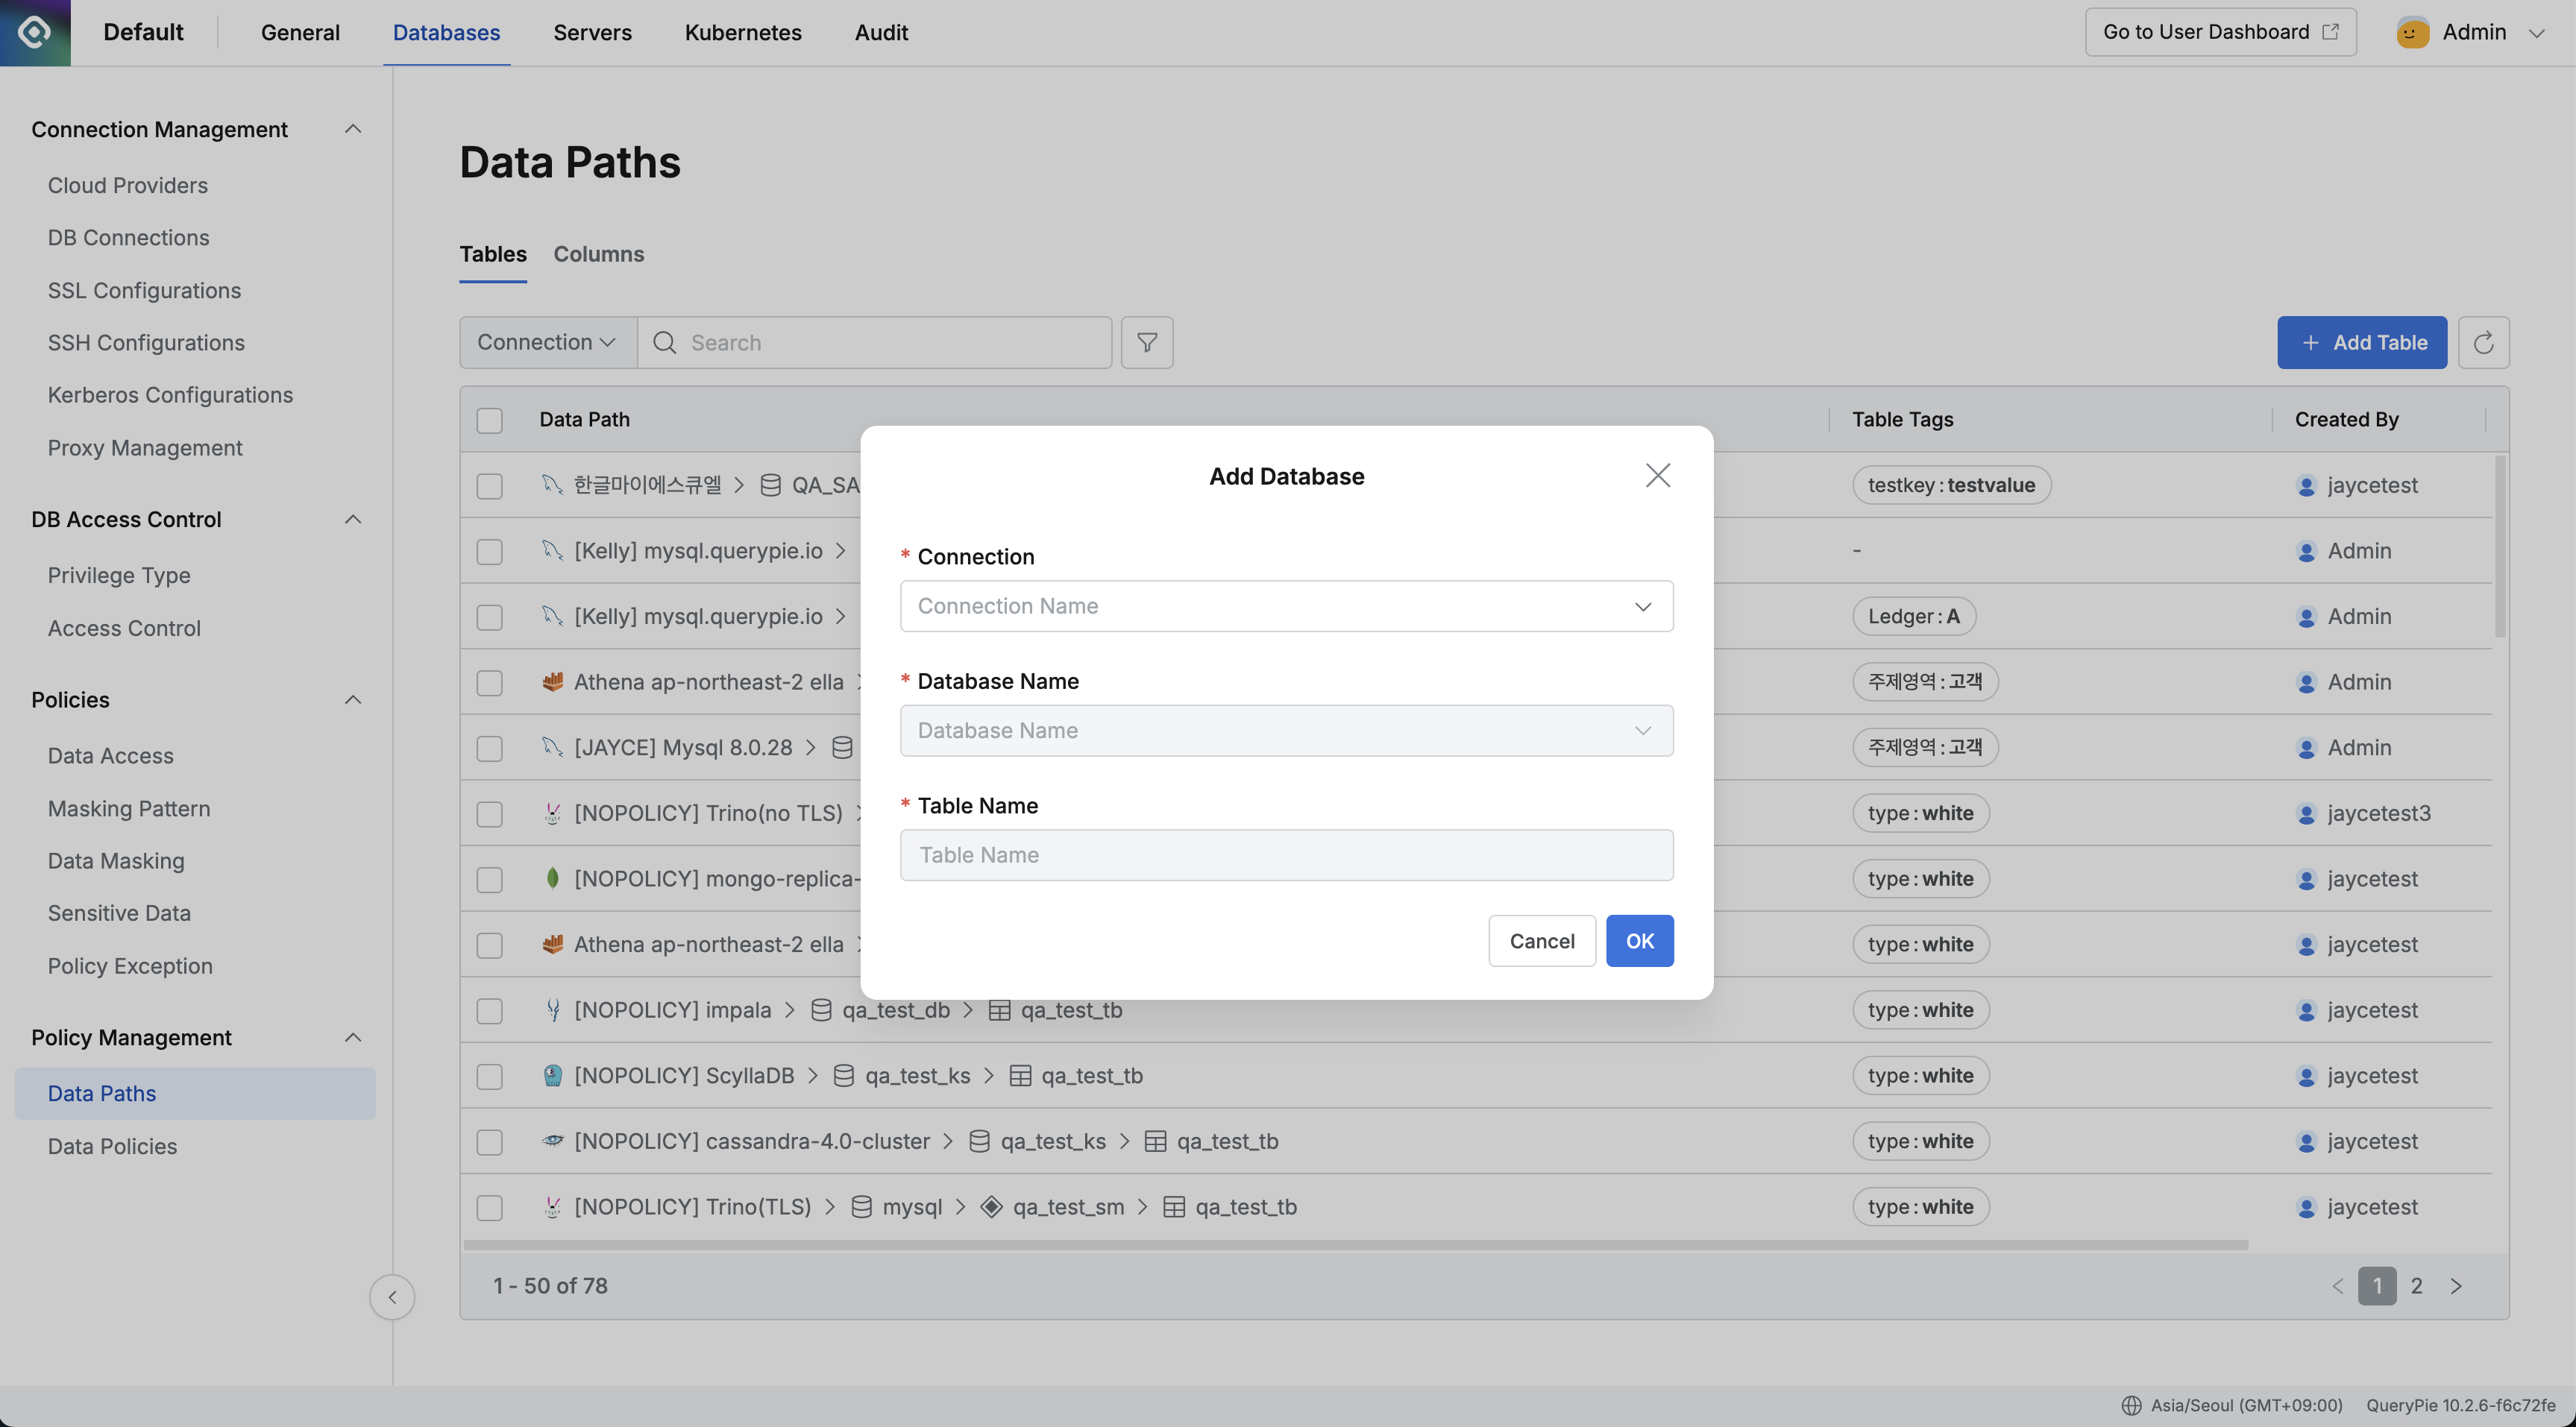 Default
General
Databases
Servers
Kubernetes
Audit
Go to User Dashboard
Admin
Connection Management
Cloud Providers
DB Connections
SSL Configurations
SSH Configurations
Kerberos Configurations
Proxy Management
DB Access Control
Privilege Type
Access Control
Policies
Data Access
Masking Pattern
Data Masking
Sensitive Data
Policy Exception
Policy Management
Data Paths
Data Policies
Data Paths
Tables
Columns
Connection
Search
+ Add Table
Data Path
Table Tags
Created By
한글마이에스큐엘 > QA_SA
testkey : testvalue
jaycetest
[Kelly] mysql.querypie.io >
-
Admin
[Kelly] mysql.querypie.io >
Ledger : A
Admin
Athena ap-northeast-2 ella
주제영역 : 고객
Admin
[JAYCE] Mysql 8.0.28 >
주제영역 : 고객
Admin
[NOPOLICY] Trino(no TLS)
type : white
jaycetest3
[NOPOLICY] mongo-replica-
type : white
jaycetest
Athena ap-northeast-2 ella
type : white
jaycetest
[NOPOLICY] impala > qa_test_db > qa_test_tb
type : white
jaycetest
[NOPOLICY] ScyllaDB > qa_test_ks > qa_test_tb
type : white
jaycetest
[NOPOLICY] cassandra-4.0-cluster > qa_test_ks > qa_test_tb
type : white
jaycetest
[NOPOLICY] Trino(TLS) > mysql > qa_test_sm > qa_test_tb
type : white
jaycetest
1 - 50 of 78
< 1 2 >
Add Database
* Connection
Connection Name
* Database Name
Database Name
* Table Name
Table Name
Cancel
OK
Asia/Seoul (GMT+09:00)
QueryPie 10.2.6-f6c72fe